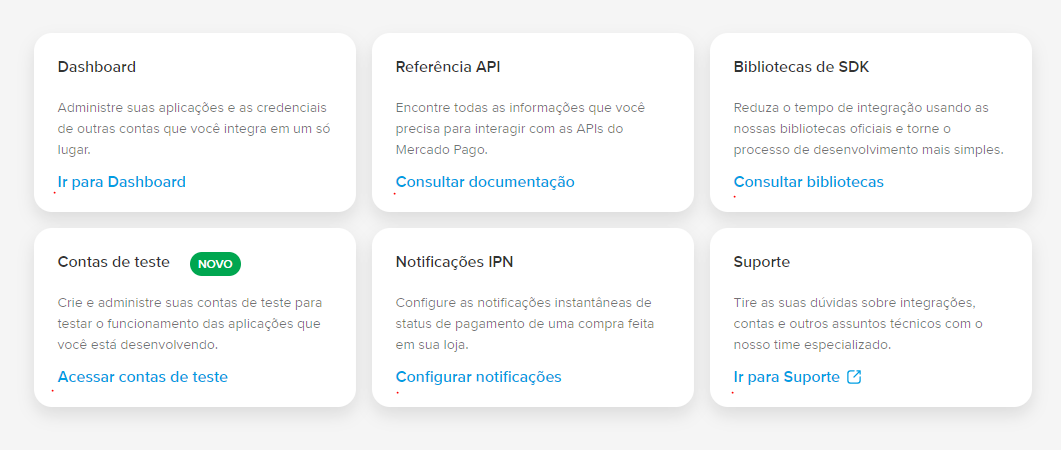 Dashboard
Administre suas aplicações e as credenciais
de outras contas que você integra em um só
lugar.
Ir para Dashboard
Referência API
Encontre todas as informações que você
precisa para interagir com as APIs do
Mercado Pago.
Consultar documentação
Bibliotecas de SDK
Reduza o tempo de integração usando as
nossas bibliotecas oficiais e torne o
processo de desenvolvimento mais simples.
Consultar bibliotecas
Contas de teste NOVO
Crie e administre suas contas de teste para
testar o funcionamento das aplicações que
você está desenvolvendo.
Acessar contas de teste
Notificações IPN
Configure as notificações instantâneas de
status de pagamento de uma compra feita
em sua loja.
Configurar notificações
Suporte
Tire as suas dúvidas sobre integrações,
contas e outros assuntos técnicos com o
nosso time especializado.
Ir para Suporte